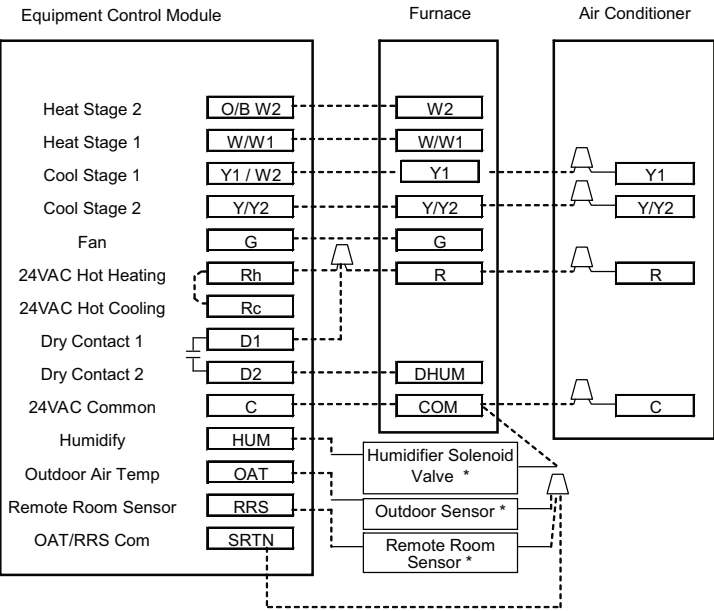 Equipment Control Module Furnace Air Conditioner
Heat Stage 2 O/B W2 W2
Heat Stage 1 W/W1 W/W1
Cool Stage 1 Y1 / W2 Y1 Y1
Cool Stage 2 Y/Y2 Y/Y2 Y/Y2
Fan G G
24VAC Hot Heating Rh R R
24VAC Hot Cooling Rc
Dry Contact 1 D1
Dry Contact 2 D2 DHUM
24VAC Common C COM C
Humidify HUM
Humidifier Solenoid
Valve *
Outdoor Air Temp OAT
Outdoor Sensor *
Remote Room Sensor RRS
OAT/RRS Com SRTN
Remote Room
Sensor *